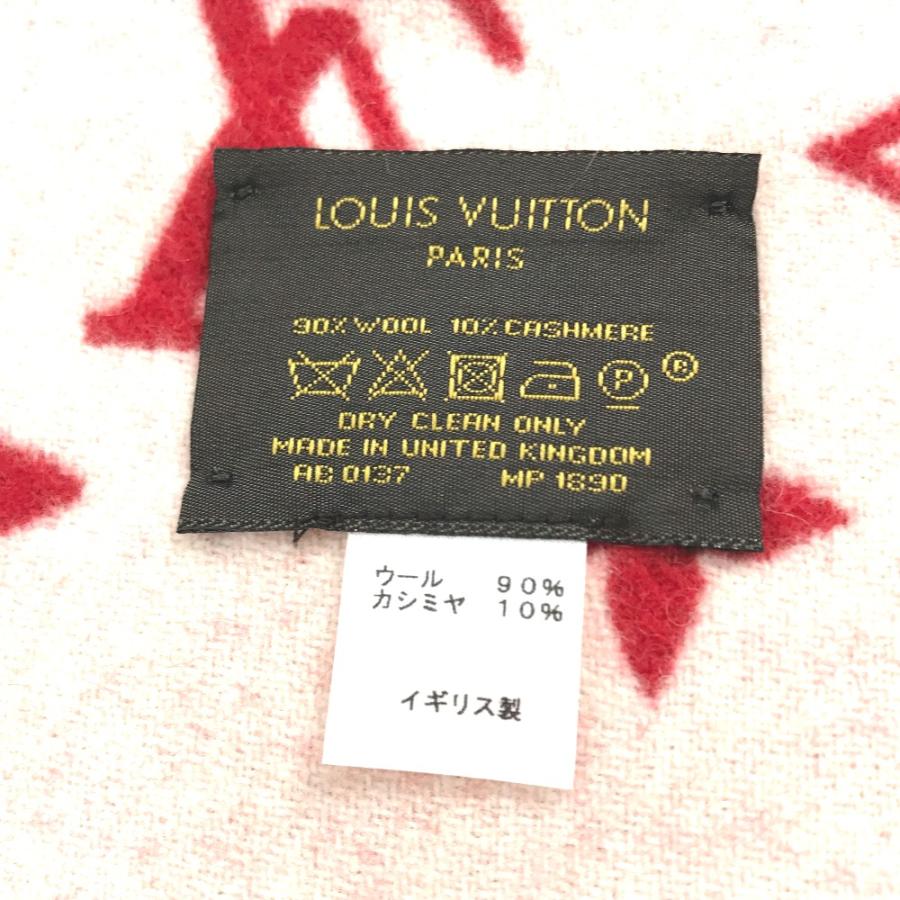 LOUIS VUITTON
PARIS
90% WOOL 10% CASHMERE
P ®
DRY CLEAN ONLY
MADE IN UNITED KINGDOM
AB 0137 MP 1890
ウール ９０%
カシミヤ １０%
イギリス製